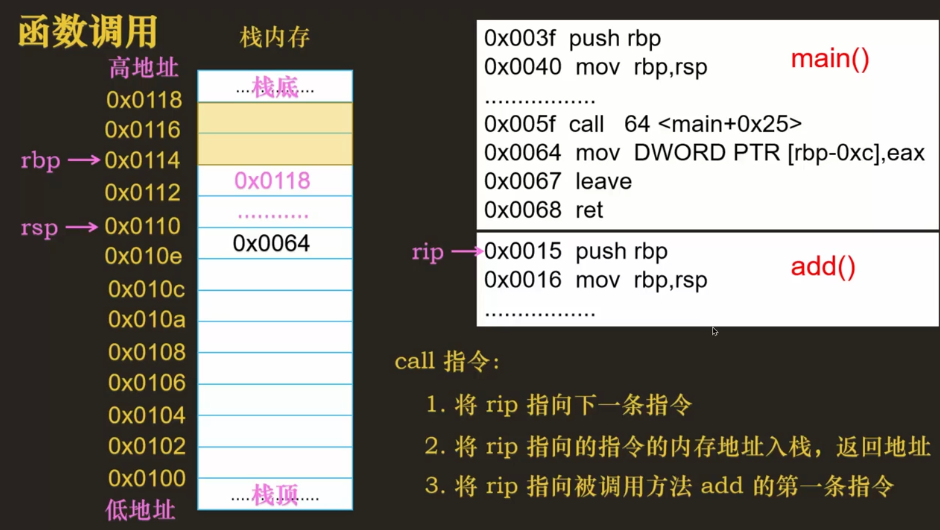 函数调用
栈内存
高地址
0x0118
0x0116
rbp
0x0114
0x0112
rsp
0x0110
0x010e
0x010c
0x010a
0x0108
0x0106
0x0104
0x0102
0x0100
低地址
栈底
0x0118
...........
0x0064
栈顶
0x003f push rbp
0x0040 mov rbp,rsp
.................
0x005f call 64 <main+0x25>
0x0064 mov DWORD PTR [rbp-0xc],eax
0x0067 leave
0x0068 ret
main()
rip
0x0015 push rbp
0x0016 mov rbp,rsp
.................
add()
call 指令:
1. 将 rip 指向下一条指令
2. 将 rip 指向的指令的内存地址入栈，返回地址
3. 将 rip 指向被调用方法 add 的第一条指令